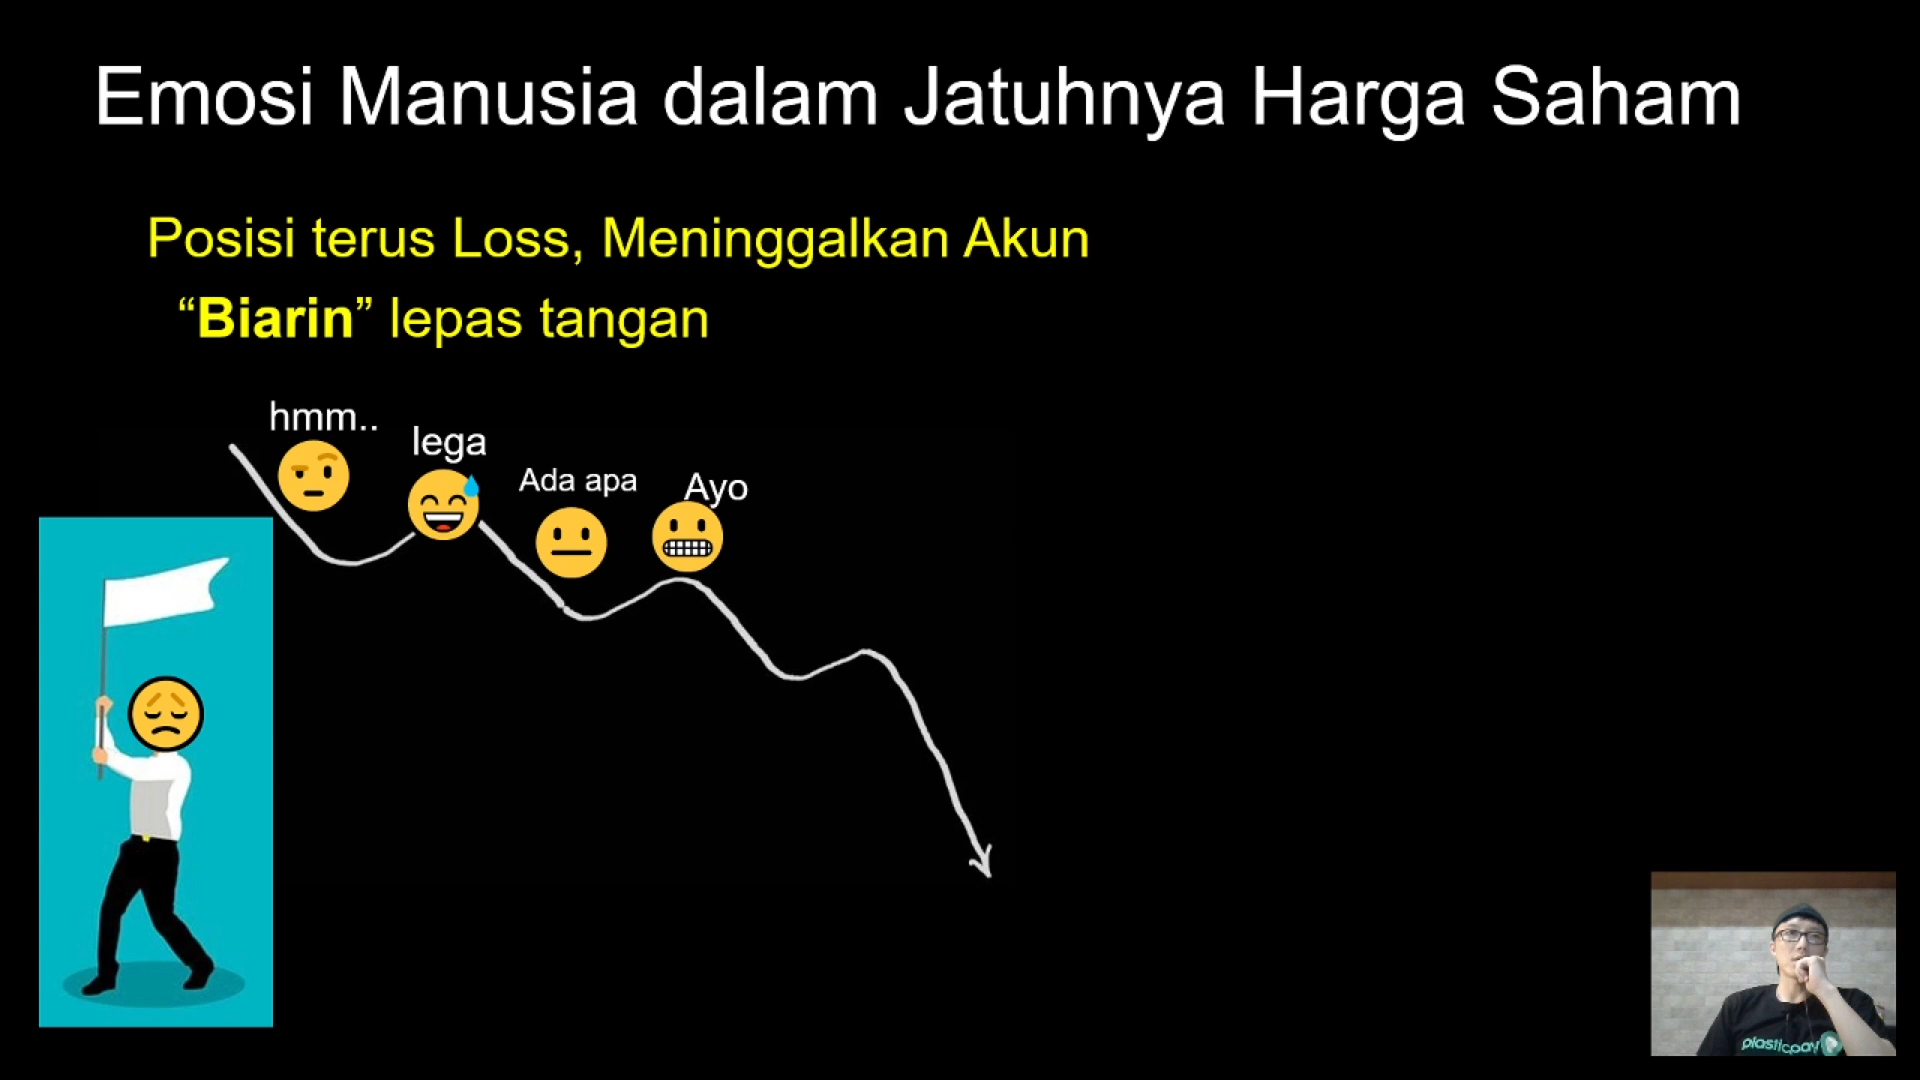 Emosi Manusia dalam Jatuhnya Harga Saham
Posisi terus Loss, Meninggalkan Akun
“Biarin” lepas tangan
hmm..
lega
Ada apa
Ayo
plasticpay